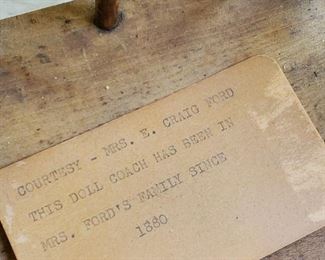 COURTESY - MRS. E. CRAIG FORD
THIS DOLL COACH HAS BEEN IN
MRS. FORD'S FAMILY SINCE
1880